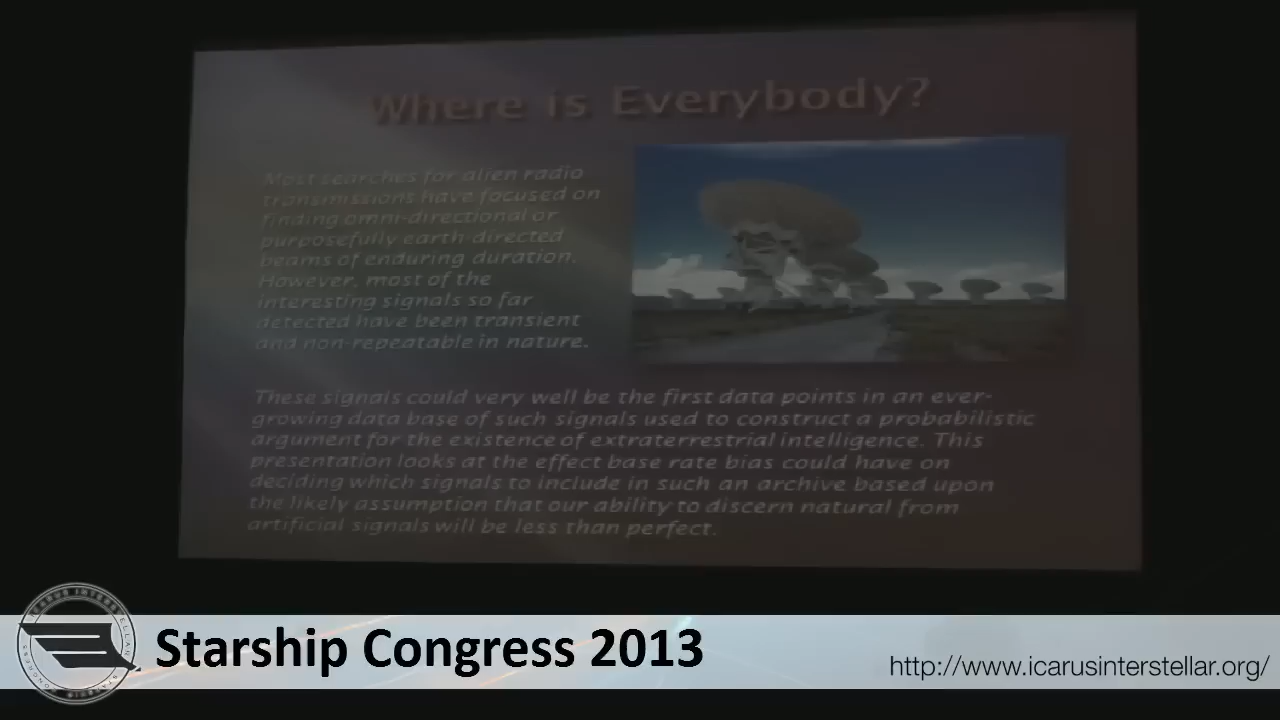 Where is Everybody?
Most searches for alien radio
transmissions have focused on
finding omni-directional or
purposefully earth-directed
beams of enduring duration.
However, most of the
interesting signals so far
detected have been transient
and non-repeatable in nature.
These signals could very well be the first data points in an ever-
growing data base of such signals used to construct a probabilistic
argument for the existence of extraterrestrial intelligence. This
presentation looks at the effect base rate bias could have on
deciding which signals to include in such an archive based upon
the likely assumption that our ability to discern natural from
artificial signals will be less than perfect.
ICARUS INTERSTELLAR
STARSHIP CONGRESS
Starship Congress 2013
http://www.icarusinterstellar.org/